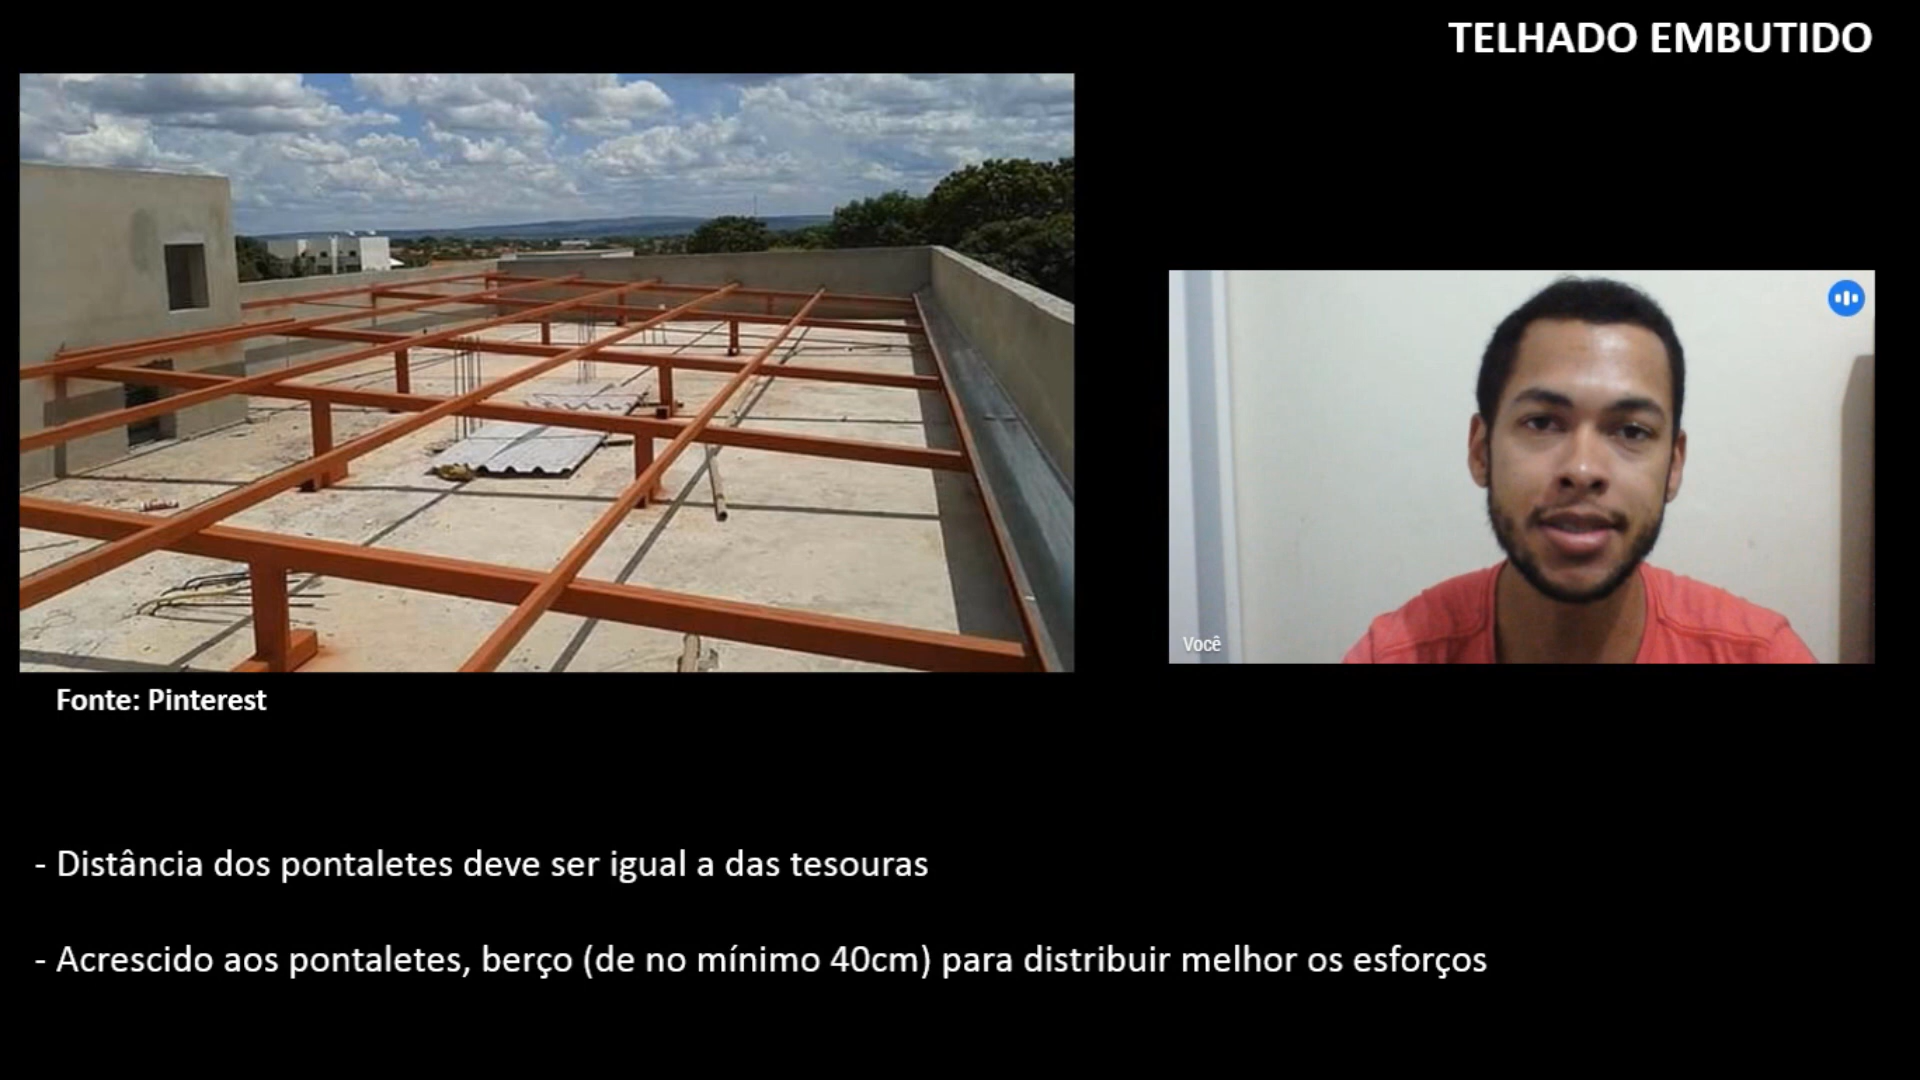 TELHADO EMBUTIDO
Você
Fonte: Pinterest
- Distância dos pontaletes deve ser igual a das tesouras
- Acrescido aos pontaletes, berço (de no mínimo 40cm) para distribuir melhor os esforços